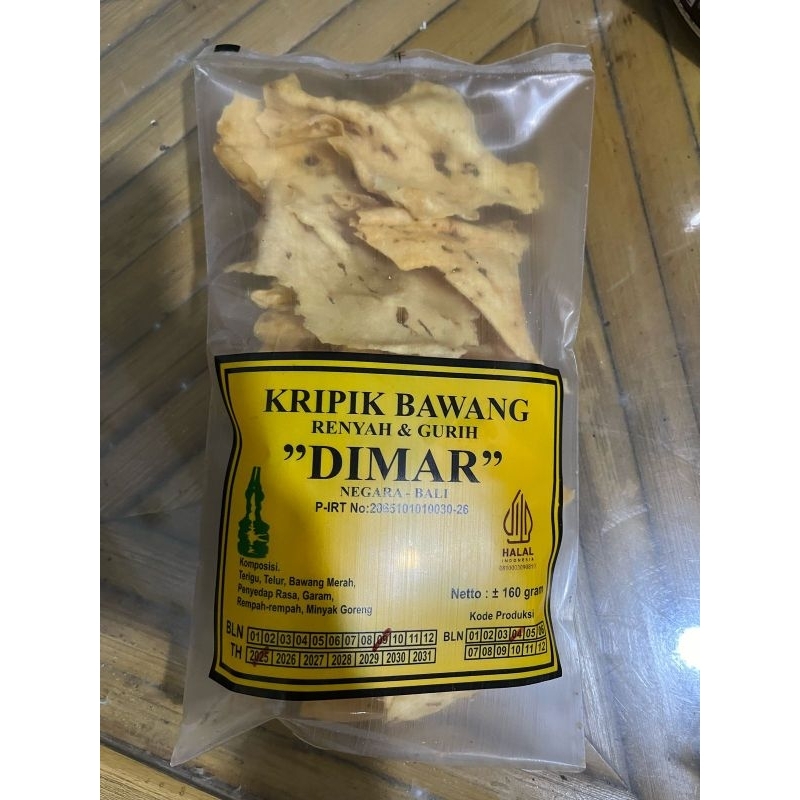 KRIPIK BAWANG
RENYAH & GURIH
”DIMAR”
NEGARA - BALI
P-IRT No:2065101010030-26
HALAL
INDONESIA
Komposisi.
Terigu, Telur, Bawang Merah,
Penyedap Rasa, Garam,
Rempah-rempah, Minyak Goreng
Netto : ± 160 gram
Kode Produksi
BLN 01 02 03 04 05 06 07 08 09 10 11 12
TH 2025 2026 2027 2028 2029 2030 2031
BLN 01 02 03 04 05 06
07 08 09 10 11 12